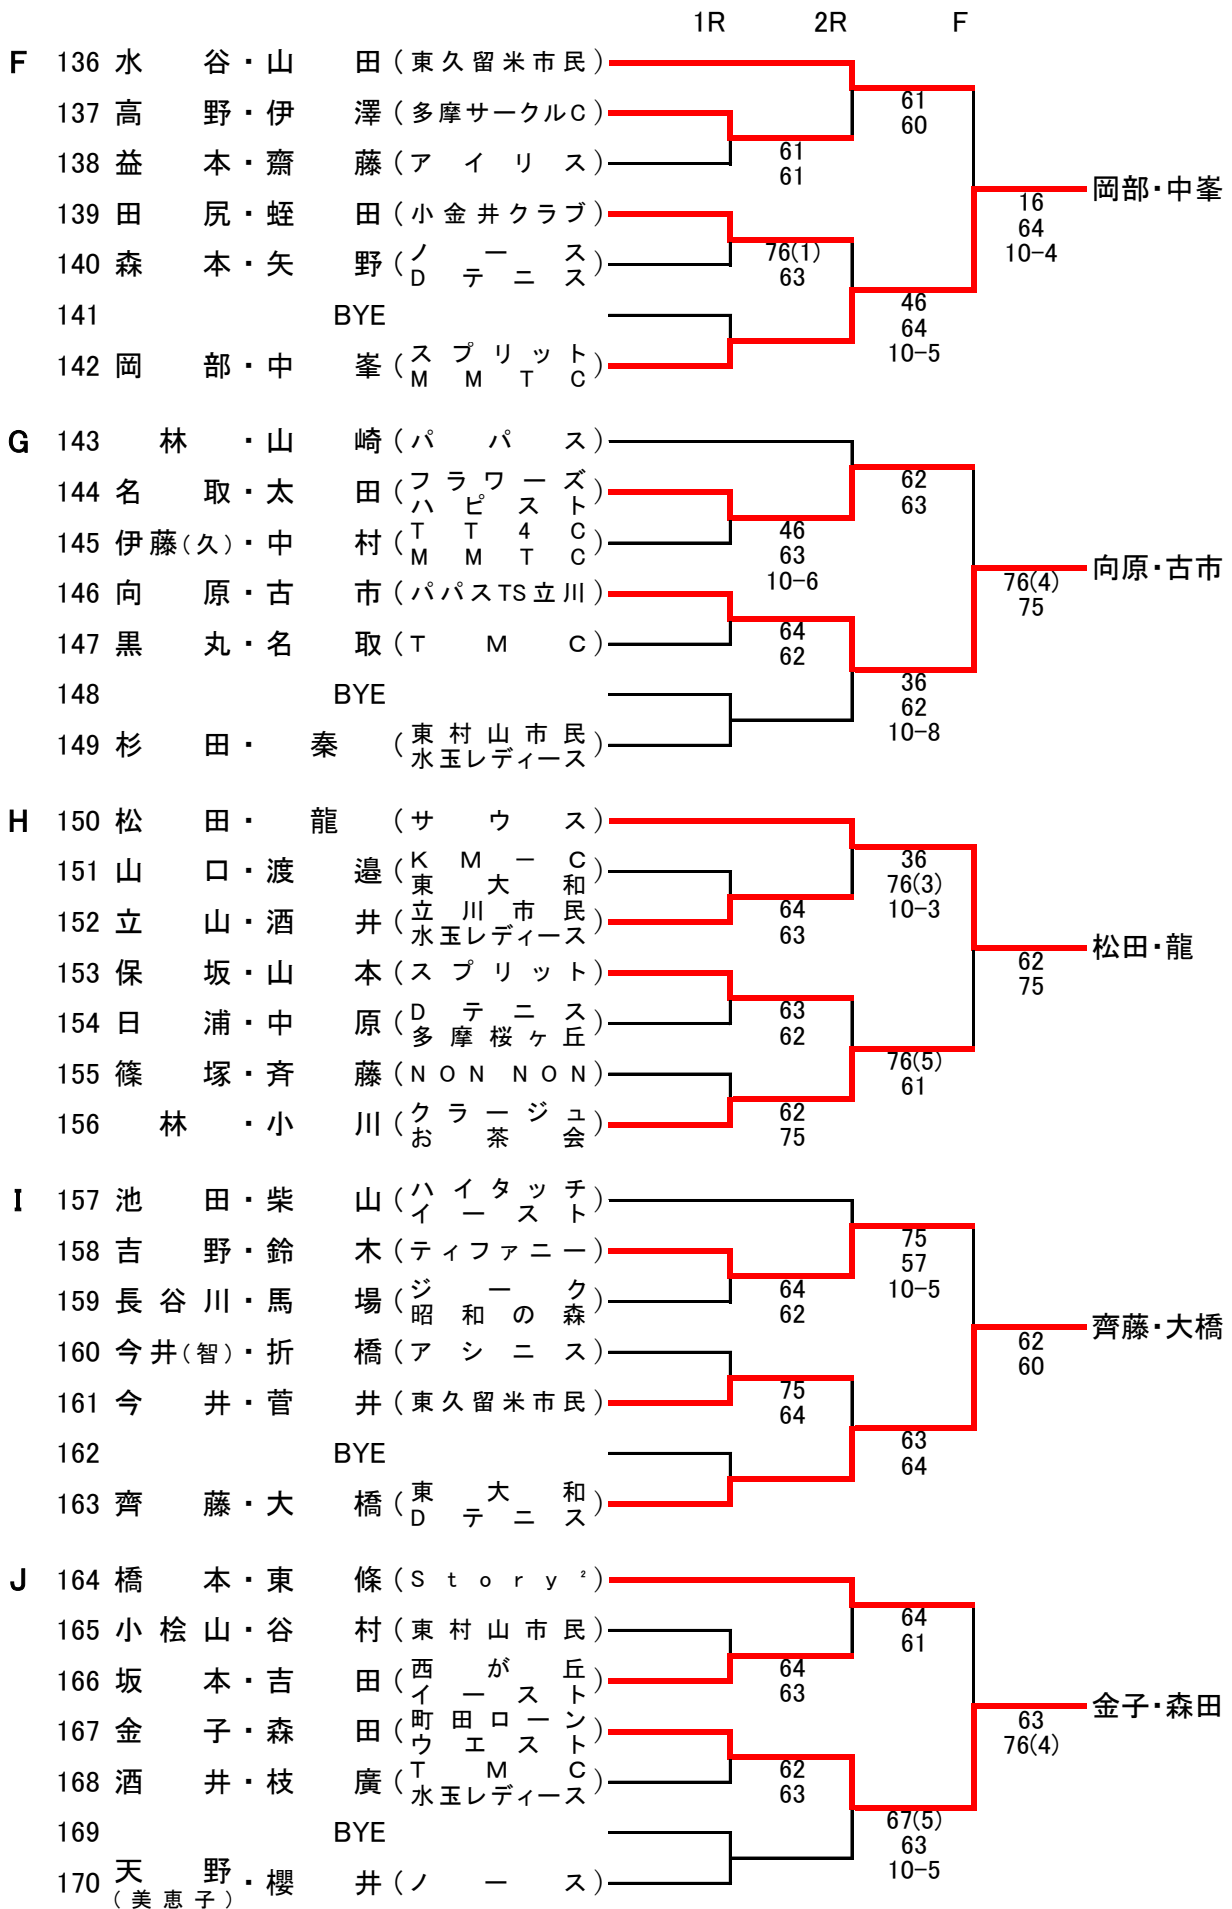 1R 2R F
F 136 水谷・山田 (東久留米市民)
137 高野・伊澤 (多摩サークルC)
61
60
138 益本・齋藤 (アイリス)
61
61
139 田尻・蛭田 (小金井クラブ)
岡部・中峯
16
64
10-4
140 森本・矢野 (ノース Dテニス)
76(1)
63
141 BYE
46
64
10-5
142 岡部・中峯 (スプリット MMTC)
G 143 林・山崎 (パパス)
144 名取・太田 (フラワーズ ハピスト)
62
63
145 伊藤(久)・中村 (TT4C MMTC)
46
63
10-6
146 向原・古市 (パパスTS立川)
向原・古市
76(4)
75
147 黒丸・名取 (TMC)
64
62
148 BYE
36
62
10-8
149 杉田・秦 (東村山市民 水玉レディース)
H 150 松田・龍 (サウス)
151 山口・渡邉 (KM-C 東大和)
36
76(3)
10-3
152 立山・酒井 (立川市民 水玉レディース)
64
63
153 保坂・山本 (スプリット)
松田・龍
62
75
154 日浦・中原 (Dテニス 多摩桜ヶ丘)
63
62
155 篠塚・斉藤 (NON NON)
76(5)
61
156 林・小川 (クラージュ お茶会)
62
75
I 157 池田・柴山 (ハイタッチ イースト)
158 吉野・鈴木 (ティファニー)
75
57
10-5
159 長谷川・馬場 (ジーク 昭和の森)
64
62
160 今井(智)・折橋 (アシニス)
齊藤・大橋
62
60
161 今井・菅井 (東久留米市民)
75
64
162 BYE
63
64
163 齊藤・大橋 (東大和 Dテニス)
J 164 橋本・東條 (Story²)
165 小桧山・谷村 (東村山市民)
64
61
166 坂本・吉田 (西が丘 イースト)
64
63
167 金子・森田 (町田ローン ウエスト)
金子・森田
63
76(4)
168 酒井・枝廣 (TMC 水玉レディース)
62
63
169 BYE
67(5)
63
10-5
170 天野(美恵子)・櫻井 (ノース)